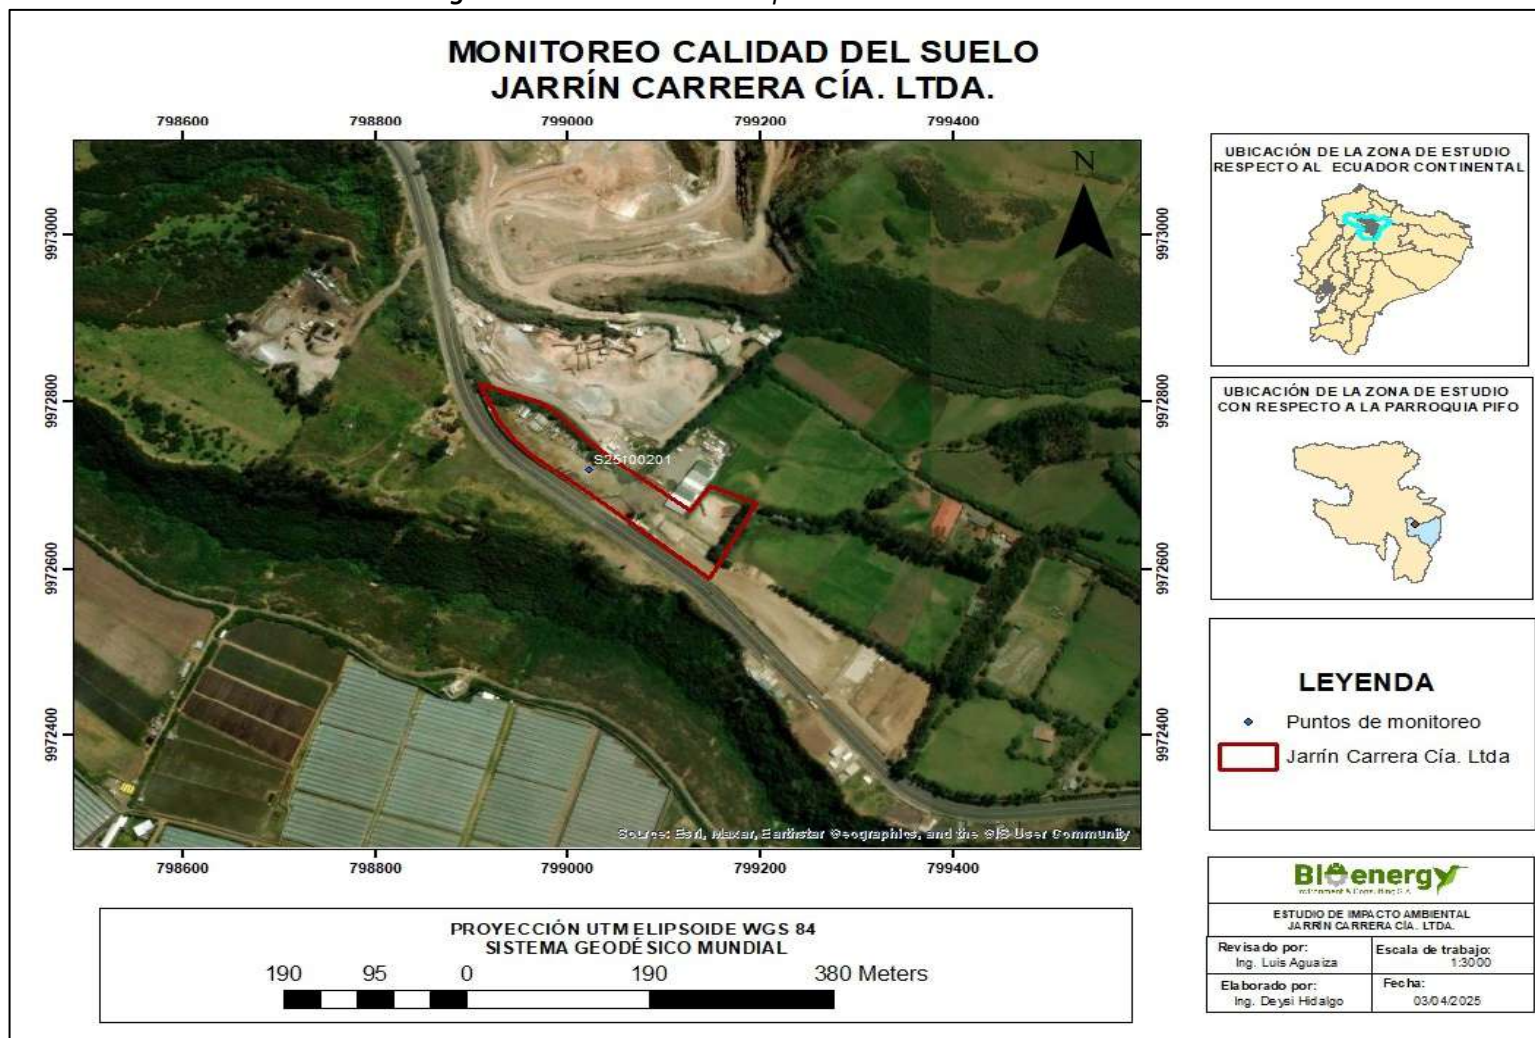 MONITOREO CALIDAD DEL SUELO
JARRÍN CARRERA CÍA. LTDA.
798600 798800 799000 799200 799400
9973000 9973000
9972800 9972800
9972600 9972600
9972400 9972400
N
S25100201
Source: Esri, Maxar, Earthstar Geographics, and the GIS User Community
798600 798800 799000 799200 799400
PROYECCIÓN UTM ELIPSOIDE WGS 84
SISTEMA GEODÉSICO MUNDIAL
190 95 0 190 380 Meters
UBICACIÓN DE LA ZONA DE ESTUDIO
RESPECTO AL ECUADOR CONTINENTAL
UBICACIÓN DE LA ZONA DE ESTUDIO
CON RESPECTO A LA PARROQUIA PIFO
LEYENDA
Puntos de monitoreo
Jarrín Carrera Cía. Ltda
Bioenergy
ESTUDIO DE IMPACTO AMBIENTAL
JARRÍN CARRERA CÍA. LTDA.
Revisado por:
Ing. Luis Aguaiza
Escala de trabajo:
1:3000
Elaborado por:
Ing. Deysi Hidalgo
Fecha:
03/04/2025